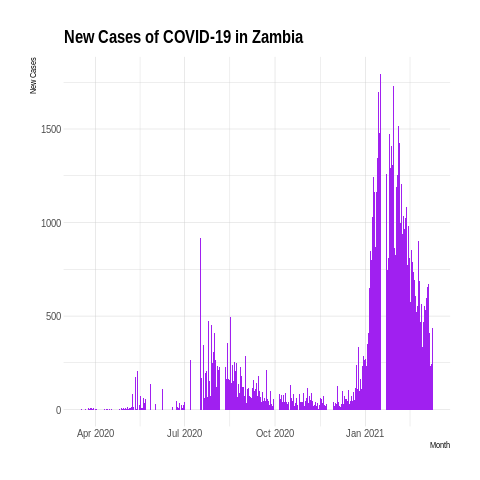 New Cases of COVID-19 in Zambia
New Cases
1500
1000
500
0
Apr 2020
Jul 2020
Oct 2020
Jan 2021
Month